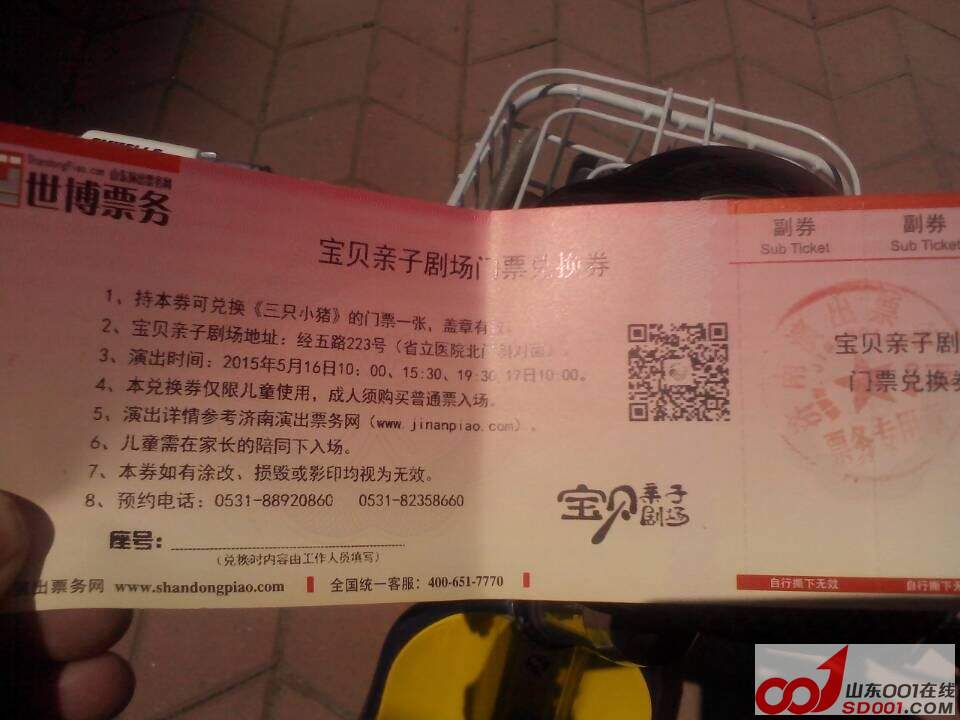 ShandongPiao.com 山东演出票务网
世博票务
宝贝亲子剧场门票兑换券
1、持本券可兑换《三只小猪》的门票一张，盖章有效。
2、宝贝亲子剧场地址：经五路223号（省立医院北门斜对面）。
3、演出时间：2015年5月16日10：00、15:30、19:30,17日10:00。
4、本兑换券仅限儿童使用，成人须购买普通票入场。
5、演出详情参考济南演出票务网（www.jinanpiao.com）。
6、儿童需在家长的陪同下入场。
7、本券如有涂改、损毁或影印均视为无效。
8、预约电话：0531-88920860 0531-82358660
宝贝亲子剧场
座号：
（兑换时内容由工作人员填写）
演出票务网 www.shandongpiao.com 全国统一客服：400-651-7770
副券 副券
Sub Ticket Sub Ticket
宝贝亲子剧
门票兑换券
票务专用
自行撕下无效 自行撕下无
山东001在线
SD001.COM